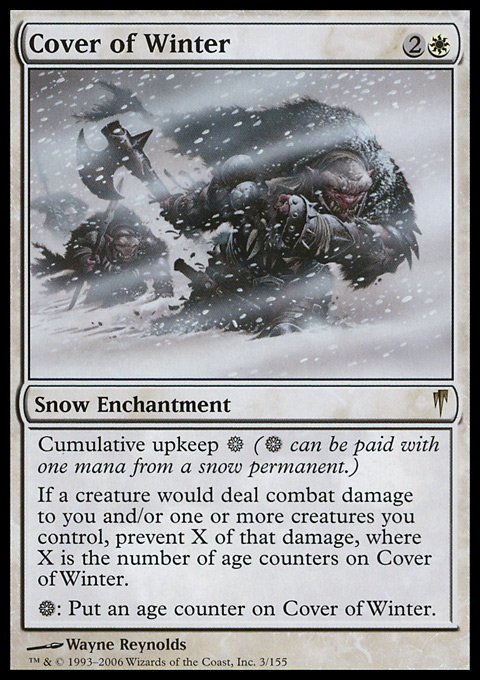 Cover of Winter 2
Snow Enchantment
Cumulative upkeep ( can be paid with
one mana from a snow permanent.)
If a creature would deal combat damage
to you and/or one or more creatures you
control, prevent X of that damage, where
X is the number of age counters on Cover
of Winter.
: Put an age counter on Cover of Winter.
Wayne Reynolds
™ & © 1993–2006 Wizards of the Coast, Inc. 3/155